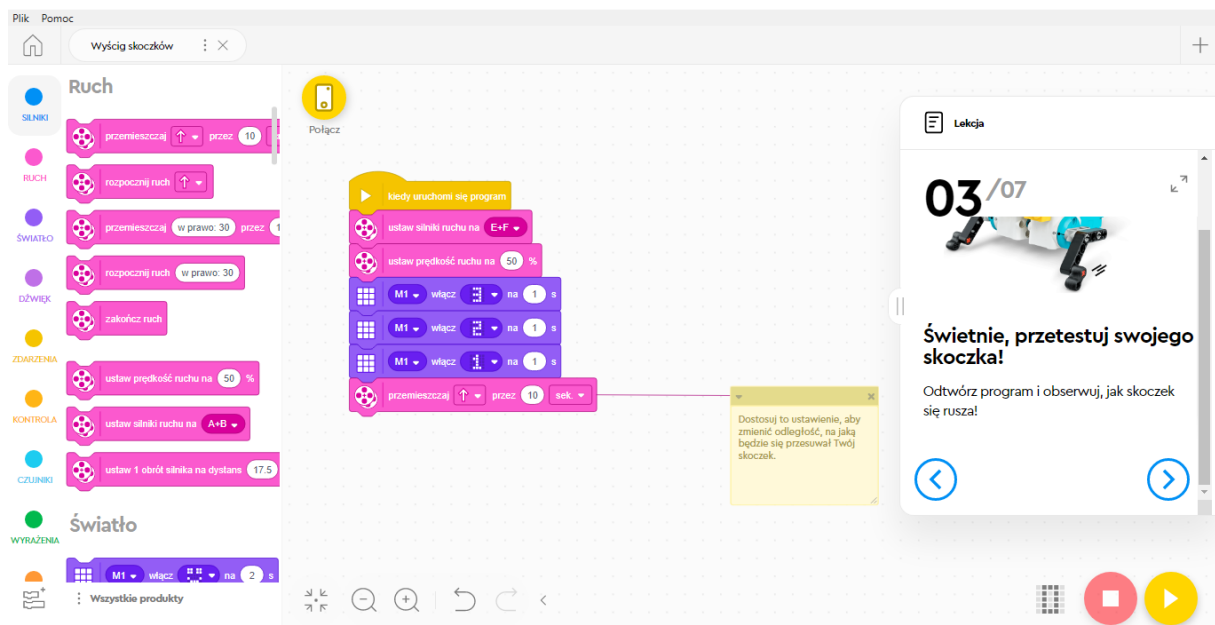 Plik Pomoc
Wyścig skoczków
SILNIKI
RUCH
ŚWIATŁO
DŹWIĘK
ZDARZENIA
KONTROLA
CZUJNIKI
WYRAŻENIA
Ruch
przemieszczaj przez 10
rozpocznij ruch
przemieszczaj w prawo: 30 przez 1
rozpocznij ruch w prawo: 30
zakończ ruch
ustaw prędkość ruchu na 50 %
ustaw silniki ruchu na A+B
ustaw 1 obrót silnika na dystans 17.5
Światło
M1 włącz na 2 s
Wszystkie produkty
Połącz
kiedy uruchomi się program
ustaw silniki ruchu na E+F
ustaw prędkość ruchu na 50 %
M1 włącz na 1 s
M1 włącz na 1 s
M1 włącz na 1 s
przemieszczaj przez 10 sek.
Dostosuj to ustawienie, aby
zmienić odległość, na jaką
będzie się przesuwał Twój
skoczek.
Lekcja
03/07
Świetnie, przetestuj swojego
skoczka!
Odtwórz program i obserwuj, jak skoczek
się rusza!